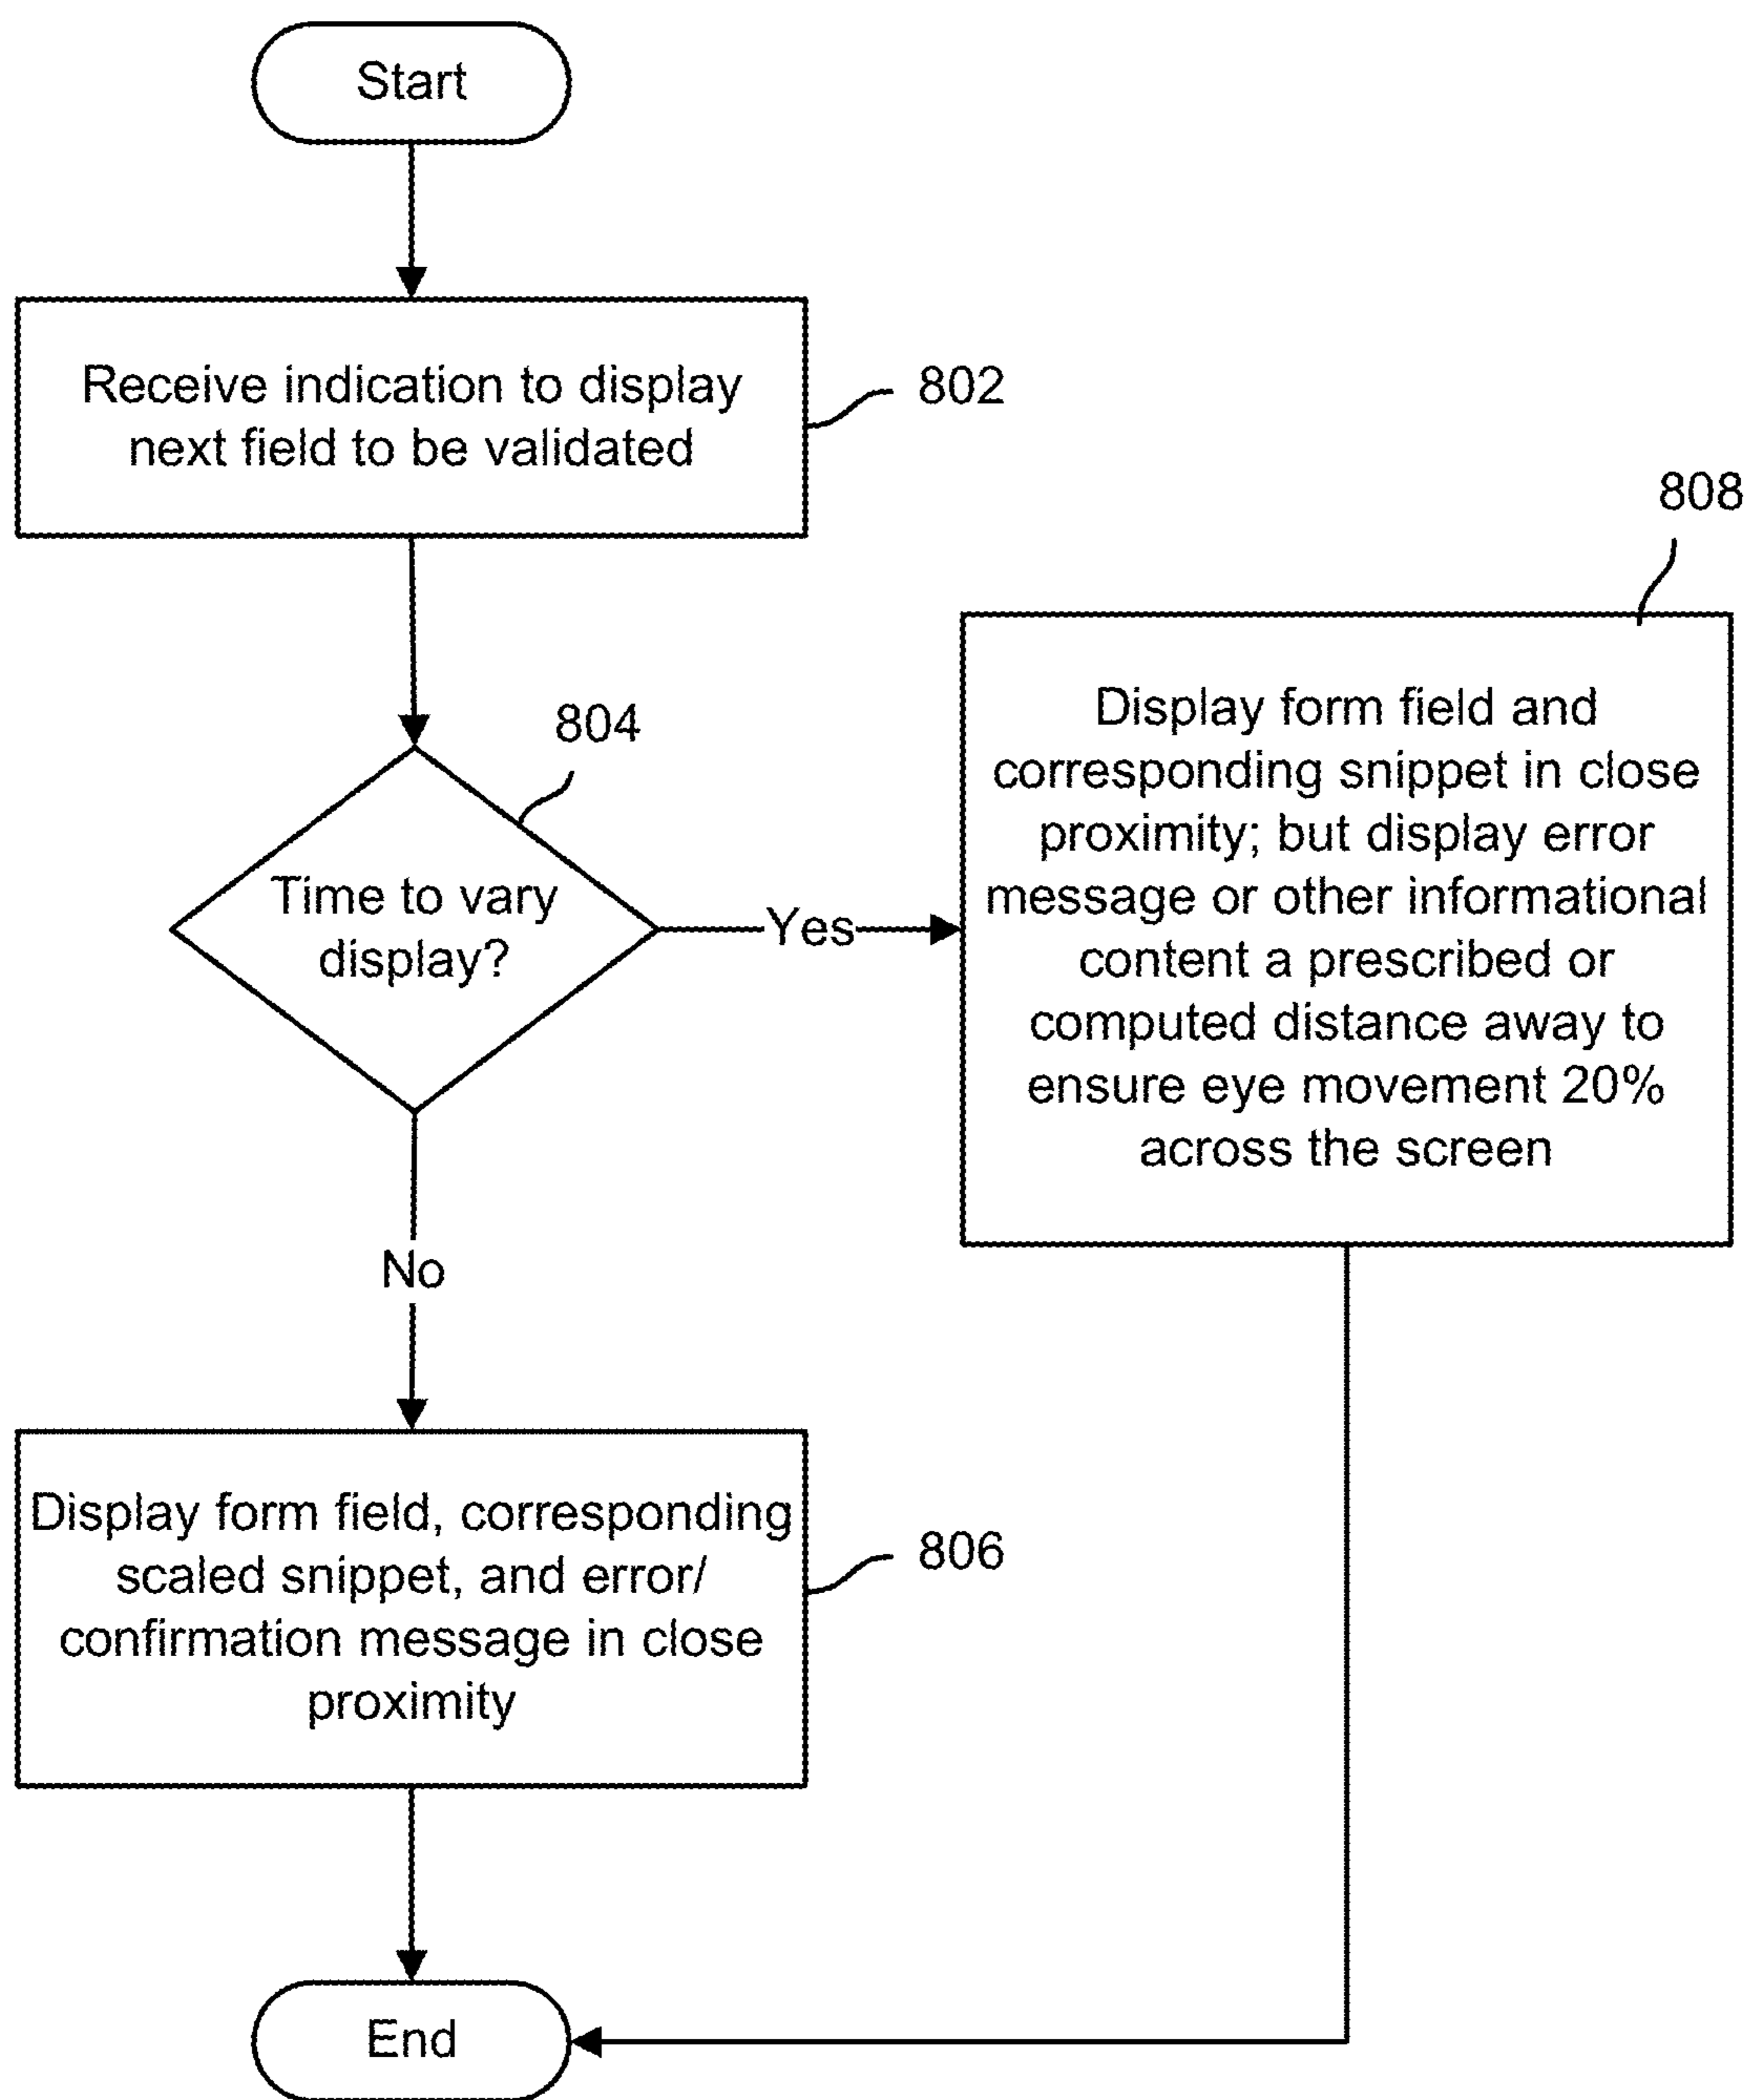 Start
Receive indication to display
next field to be validated
802
808
804
Time to vary
display?
Yes
Display form field and
corresponding snippet in close
proximity; but display error
message or other informational
content a prescribed or
computed distance away to
ensure eye movement 20%
across the screen
No
Display form field, corresponding
scaled snippet, and error/
confirmation message in close
proximity
806
End